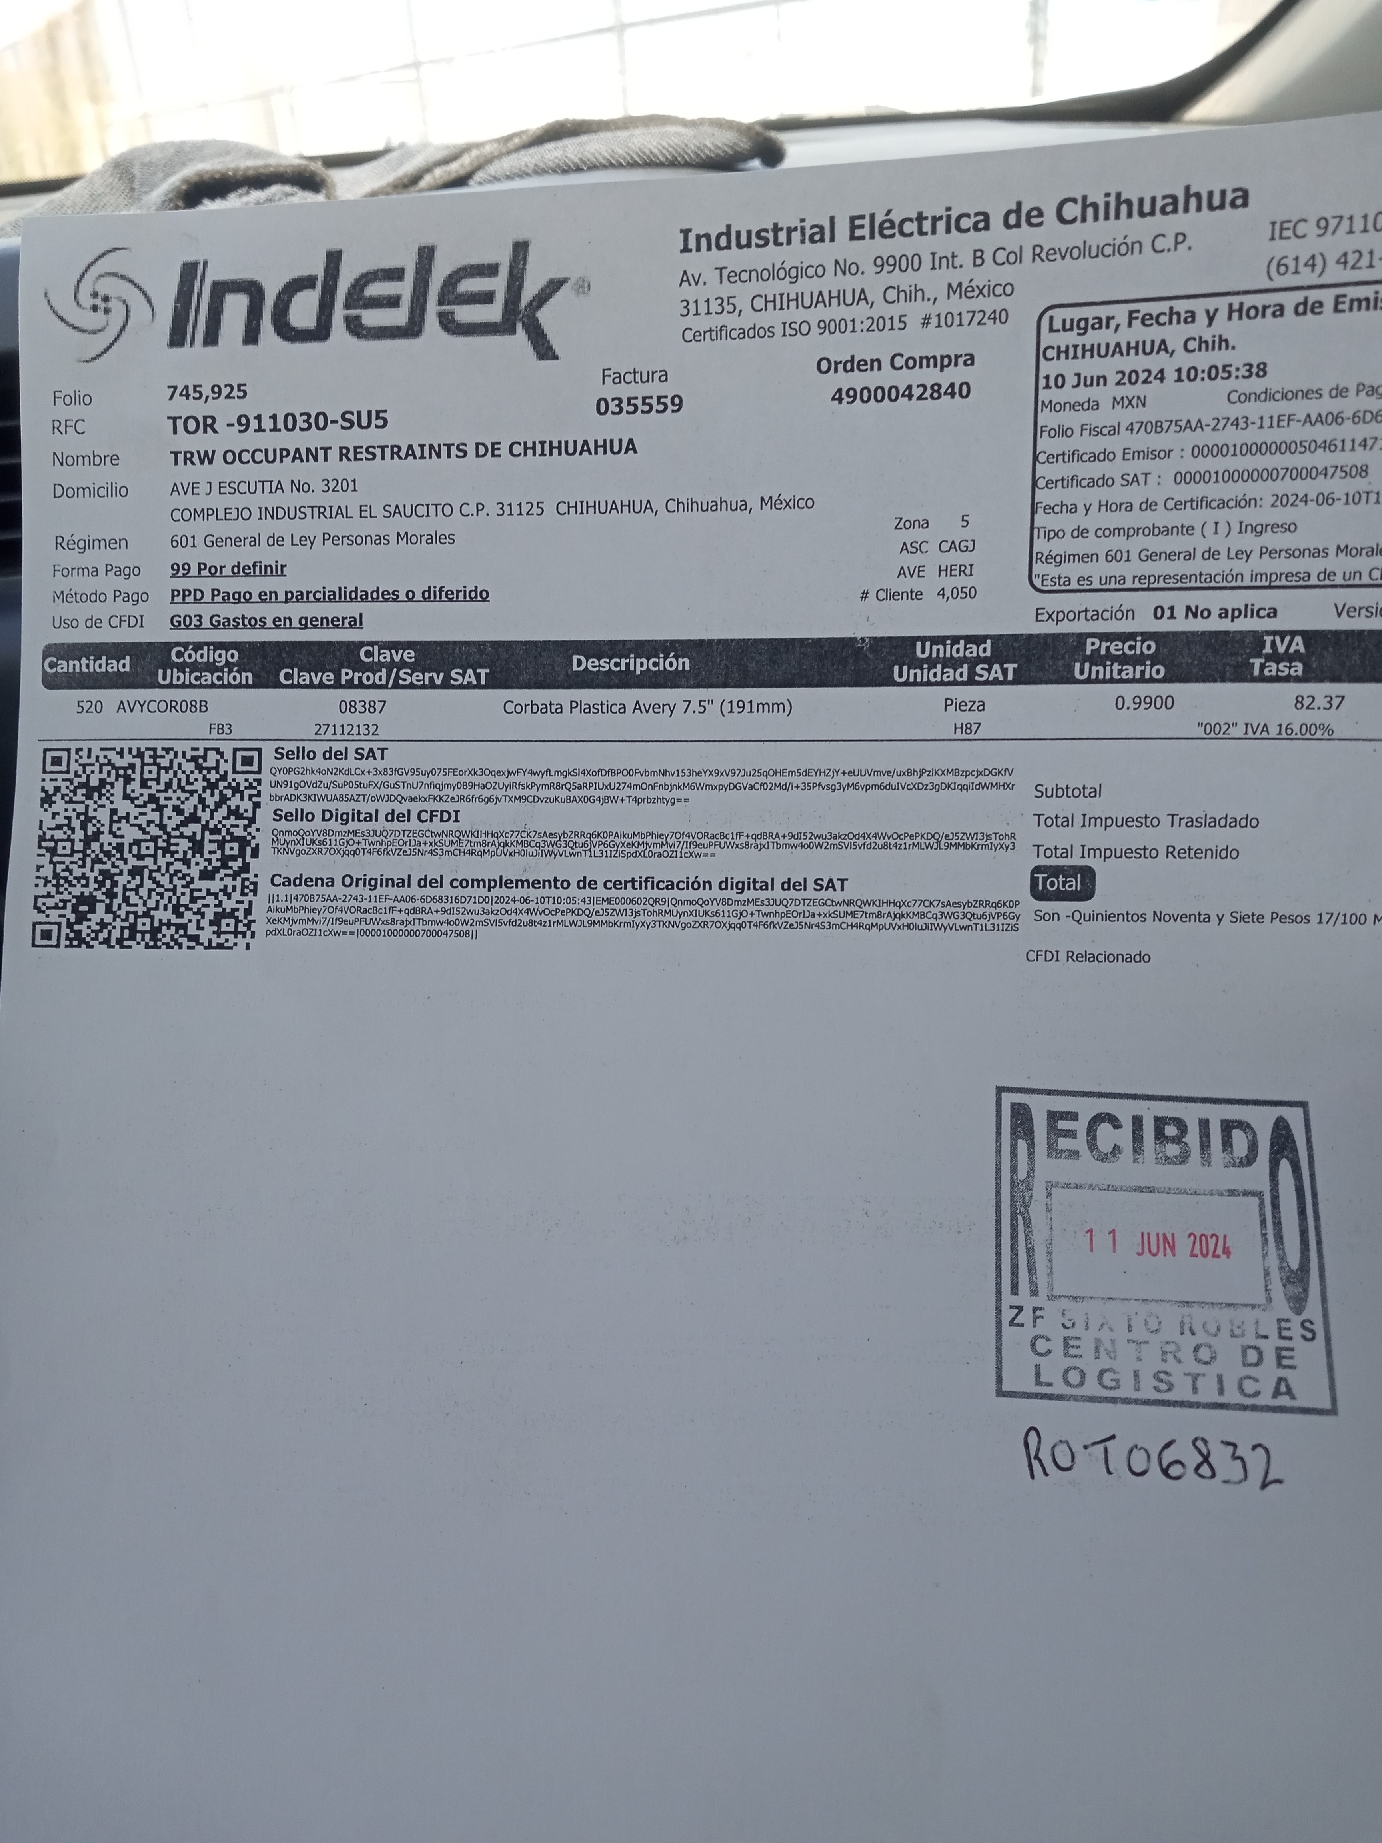 Indelek®
Industrial Eléctrica de Chihuahua
Av. Tecnológico No. 9900 Int. B Col Revolución C.P.
31135, CHIHUAHUA, Chih., México
Certificados ISO 9001:2015 #1017240
IEC 97110
(614) 421-
Folio 745,925
Factura
035559
Orden Compra
4900042840
RFC TOR -911030-SU5
Nombre TRW OCCUPANT RESTRAINTS DE CHIHUAHUA
Domicilio AVE J ESCUTIA No. 3201
COMPLEJO INDUSTRIAL EL SAUCITO C.P. 31125 CHIHUAHUA, Chihuahua, México
Régimen 601 General de Ley Personas Morales
Forma Pago 99 Por definir
Método Pago PPD Pago en parcialidades o diferido
Uso de CFDI G03 Gastos en general
Zona 5
ASC CAGJ
AVE HERI
# Cliente 4,050
Lugar, Fecha y Hora de Emis
CHIHUAHUA, Chih.
10 Jun 2024 10:05:38
Moneda MXN Condiciones de Pag
Folio Fiscal 470B75AA-2743-11EF-AA06-6D6
Certificado Emisor : 00001000000504611471
Certificado SAT : 00001000000700047508
Fecha y Hora de Certificación: 2024-06-10T1
Tipo de comprobante ( I ) Ingreso
Régimen 601 General de Ley Personas Morale
"Esta es una representación impresa de un C
Exportación 01 No aplica Versió
Cantidad Código Ubicación Clave Clave Prod/Serv SAT Descripción Unidad Unidad SAT Precio Unitario IVA Tasa
520 AVYCOR08B 08387 Corbata Plastica Avery 7.5" (191mm) Pieza 0.9900 82.37
FB3 27112132 H87 "002" IVA 16.00%
Sello del SAT
Sello Digital del CFDI
Cadena Original del complemento de certificación digital del SAT
Subtotal
Total Impuesto Trasladado
Total Impuesto Retenido
Total
Son -Quinientos Noventa y Siete Pesos 17/100 M
CFDI Relacionado
RECIBIDO
11 JUN 2024
ZF SIXTO ROBLES
CENTRO DE
LOGISTICA
ROT06832